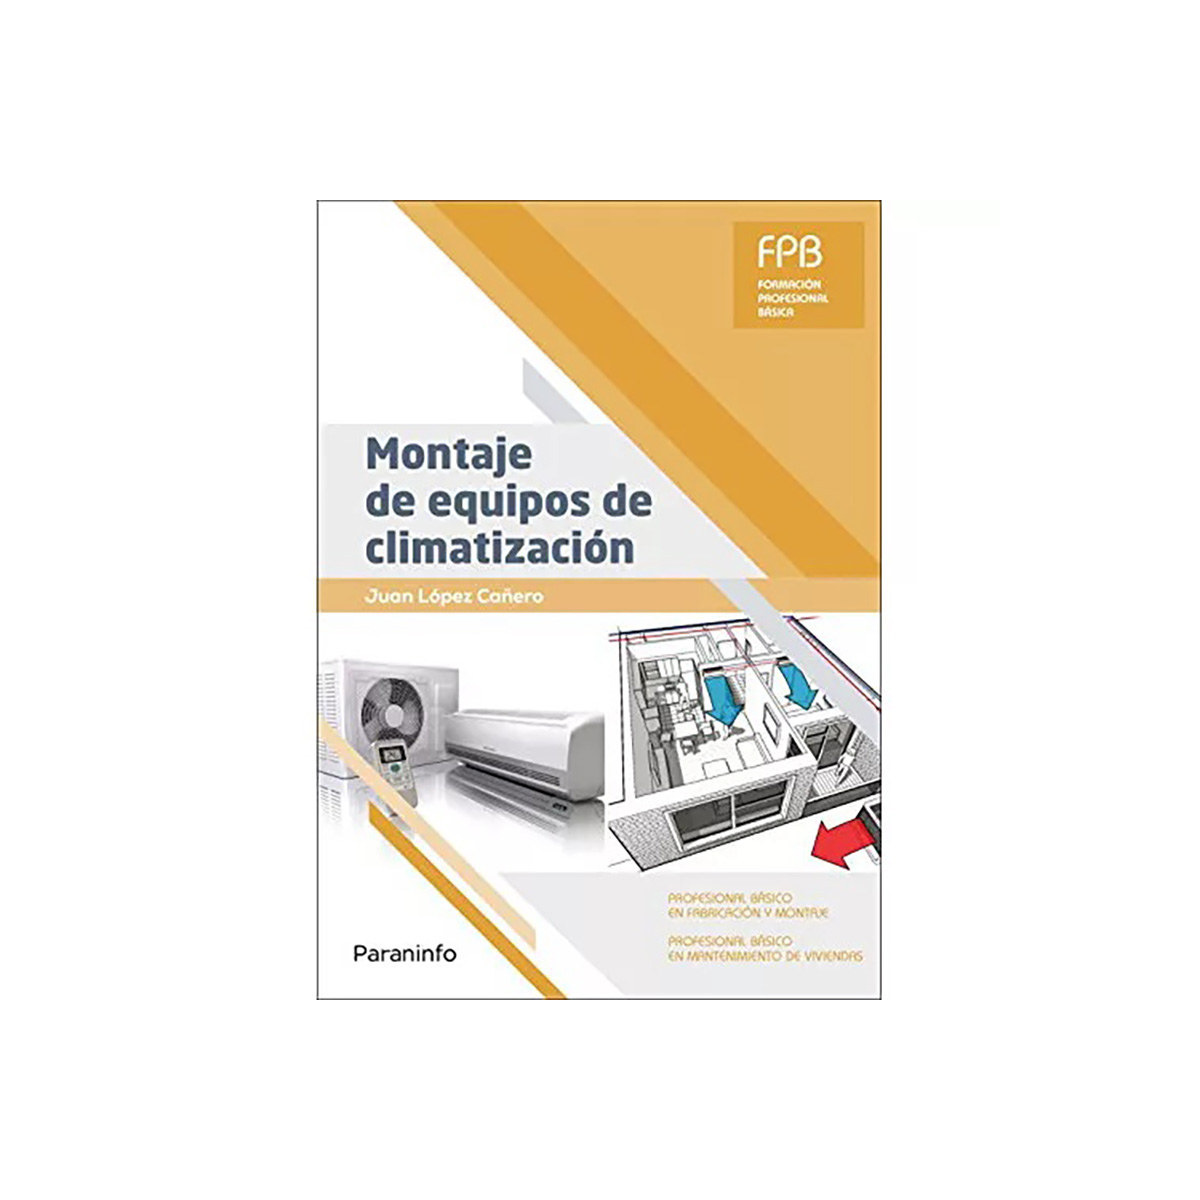 FPB
FORMACIÓN
PROFESIONAL
BÁSICA
Montaje
de equipos de
climatización
Juan López Cañero
PROFESIONAL BÁSICO
EN FABRICACIÓN Y MONTAJE
PROFESIONAL BÁSICO
EN MANTENIMIENTO DE VIVIENDAS
Paraninfo